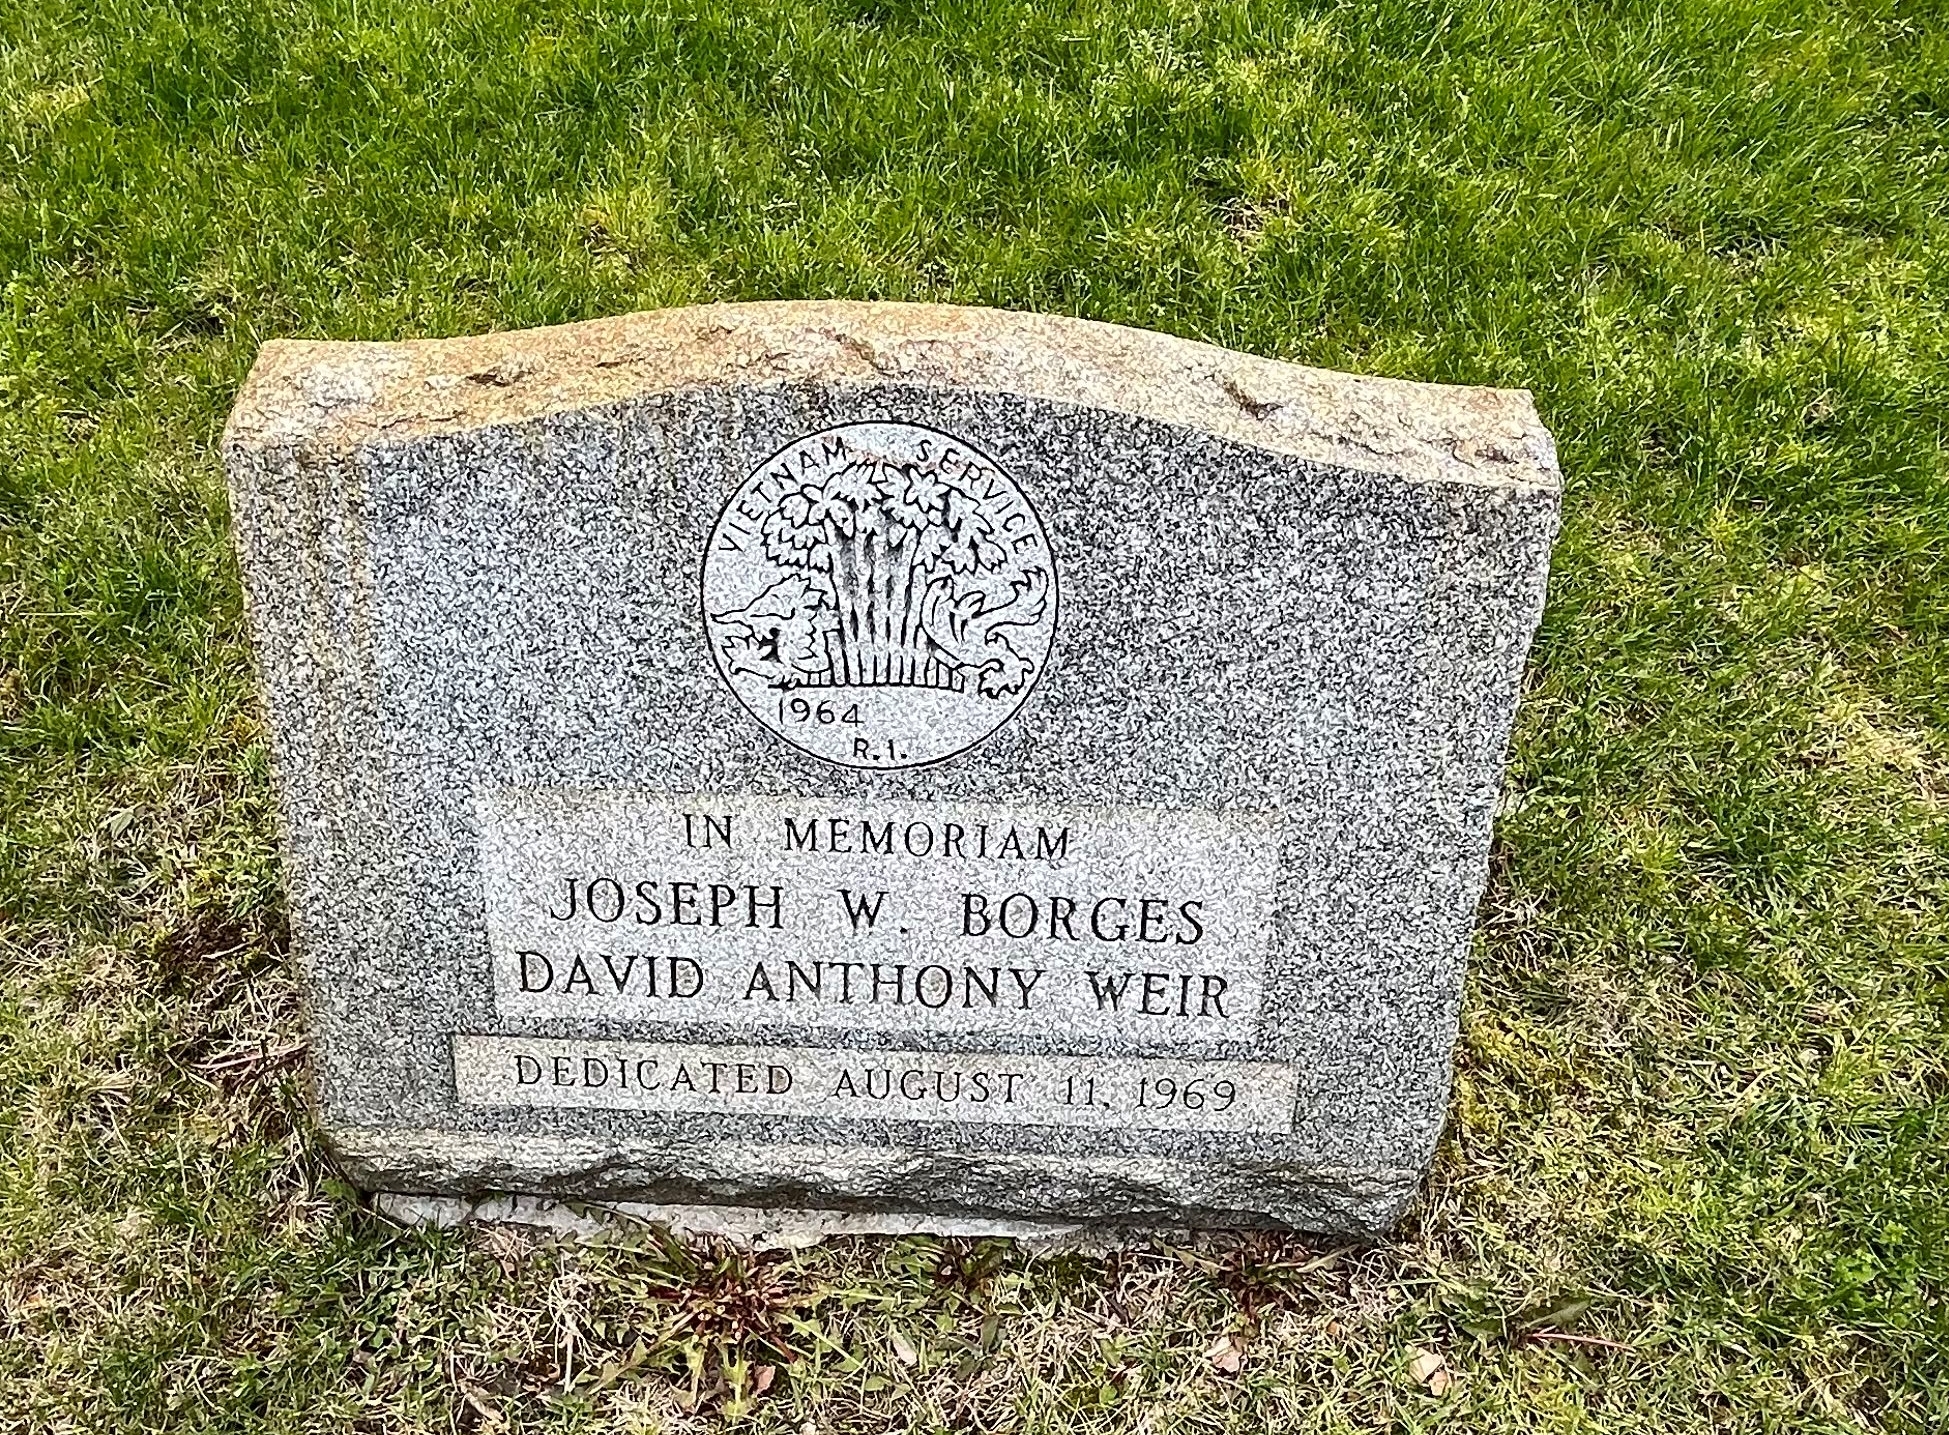 VIETNAM SERVICE
1964
R.I.
IN MEMORIAM
JOSEPH W. BORGES
DAVID ANTHONY WEIR
DEDICATED AUGUST 11, 1969